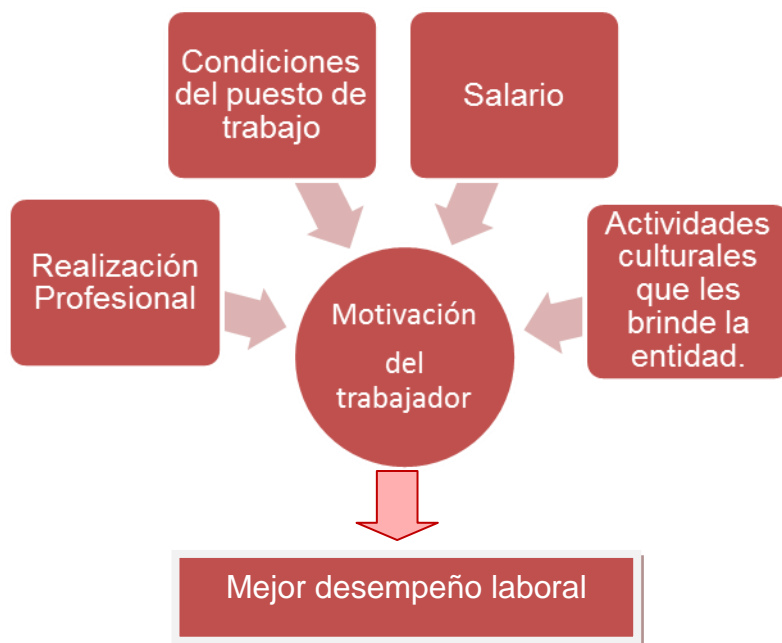 Condiciones
del puesto de
trabajo
Salario
Realización
Profesional
Actividades
culturales
que les
brinde la
entidad.
Motivación
del
trabajador
Mejor desempeño laboral